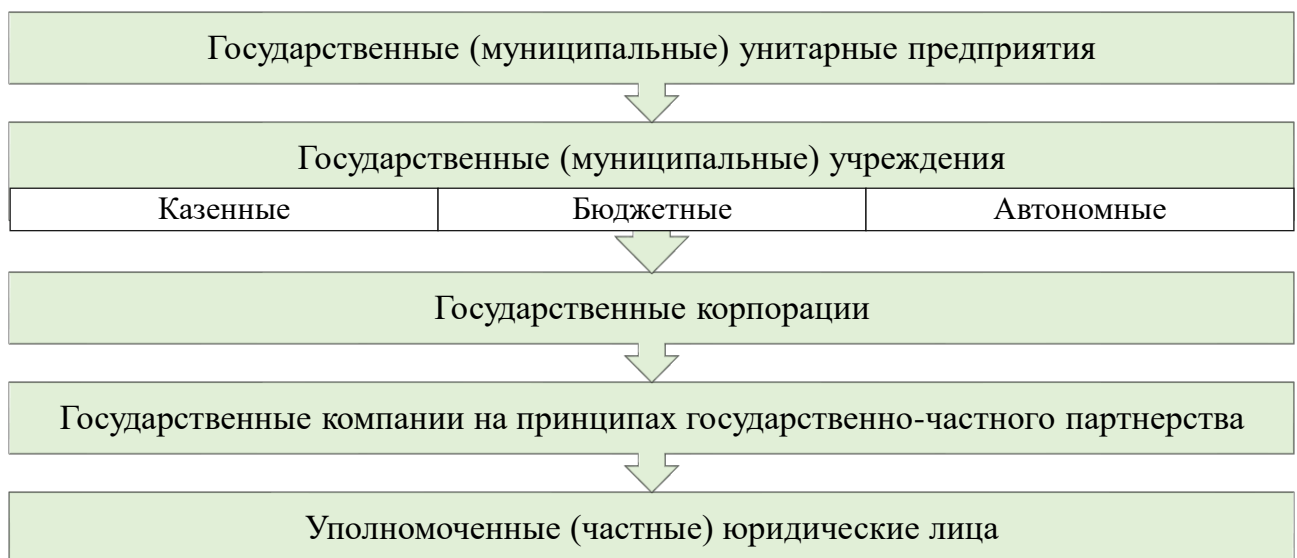 Государственные (муниципальные) унитарные предприятия
Государственные (муниципальные) учреждения
Казенные
Бюджетные
Автономные
Государственные корпорации
Государственные компании на принципах государственно-частного партнерства
Уполномоченные (частные) юридические лица